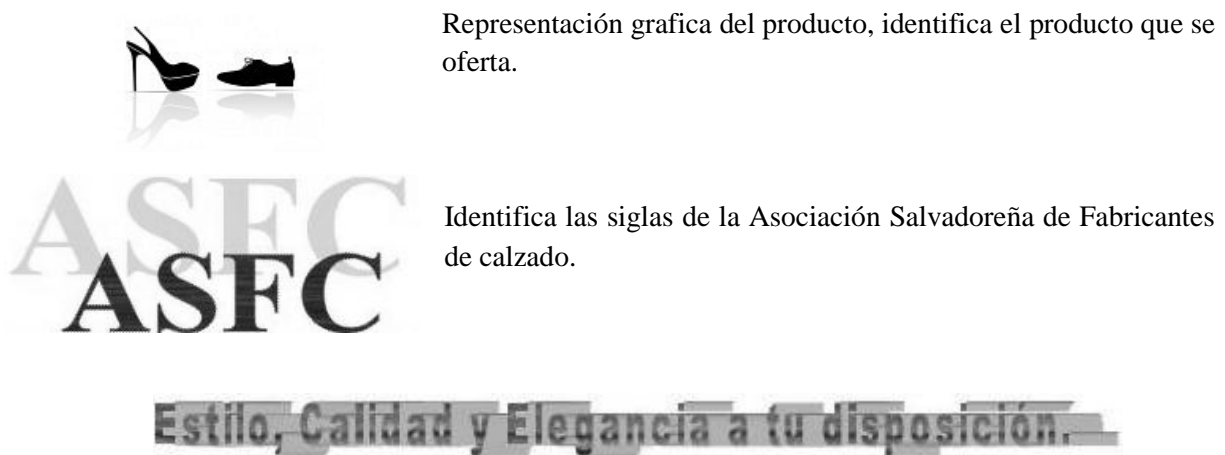 Representación grafica del producto, identifica el producto que se
oferta.
ASFC
ASFC
Identifica las siglas de la Asociación Salvadoreña de Fabricantes
de calzado.
Estilo, Calidad y Elegancia a tu disposición.